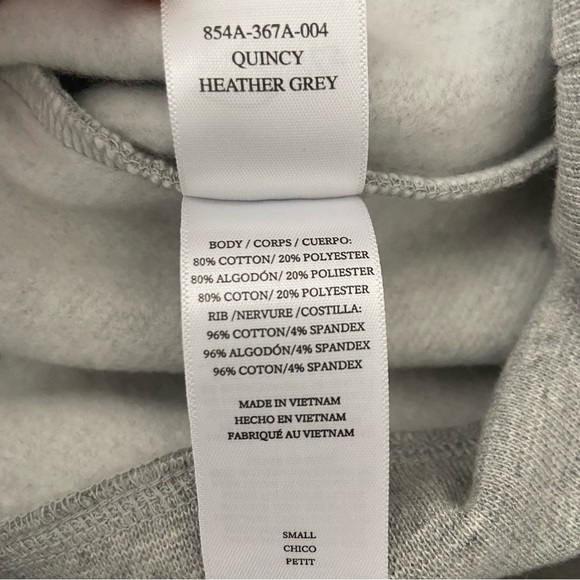 854A-367A-004
QUINCY
HEATHER GREY
BODY / CORPS / CUERPO:
80% COTTON/ 20% POLYESTER
80% ALGODÓN/ 20% POLIESTER
80% COTON/ 20% POLYESTER
RIB /NERVURE /COSTILLA:
96% COTTON/4% SPANDEX
96% ALGODÓN/4% SPANDEX
96% COTON/4% SPANDEX
MADE IN VIETNAM
HECHO EN VIETNAM
FABRIQUÉ AU VIETNAM
SMALL
CHICO
PETIT